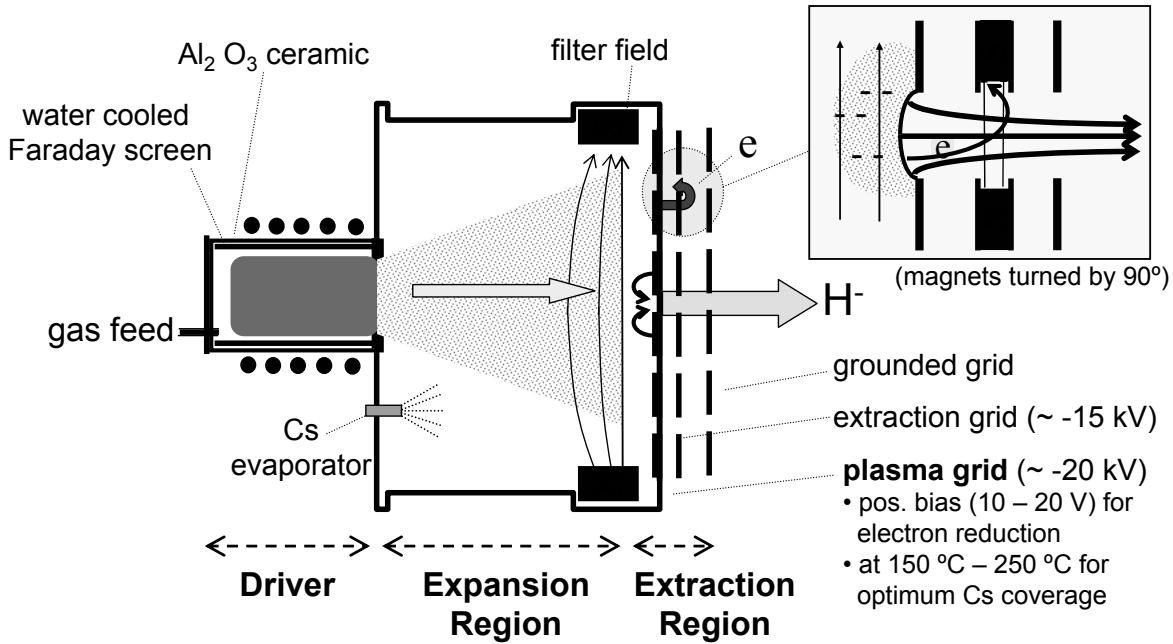 Al2 O3 ceramic
water cooled
Faraday screen
gas feed
Cs
evaporator
filter field
e
e
(magnets turned by 90º)
H-
grounded grid
extraction grid (~ -15 kV)
plasma grid (~ -20 kV)
• pos. bias (10 – 20 V) for
electron reduction
• at 150 ºC – 250 ºC for
optimum Cs coverage
Driver
Expansion
Region
Extraction
Region